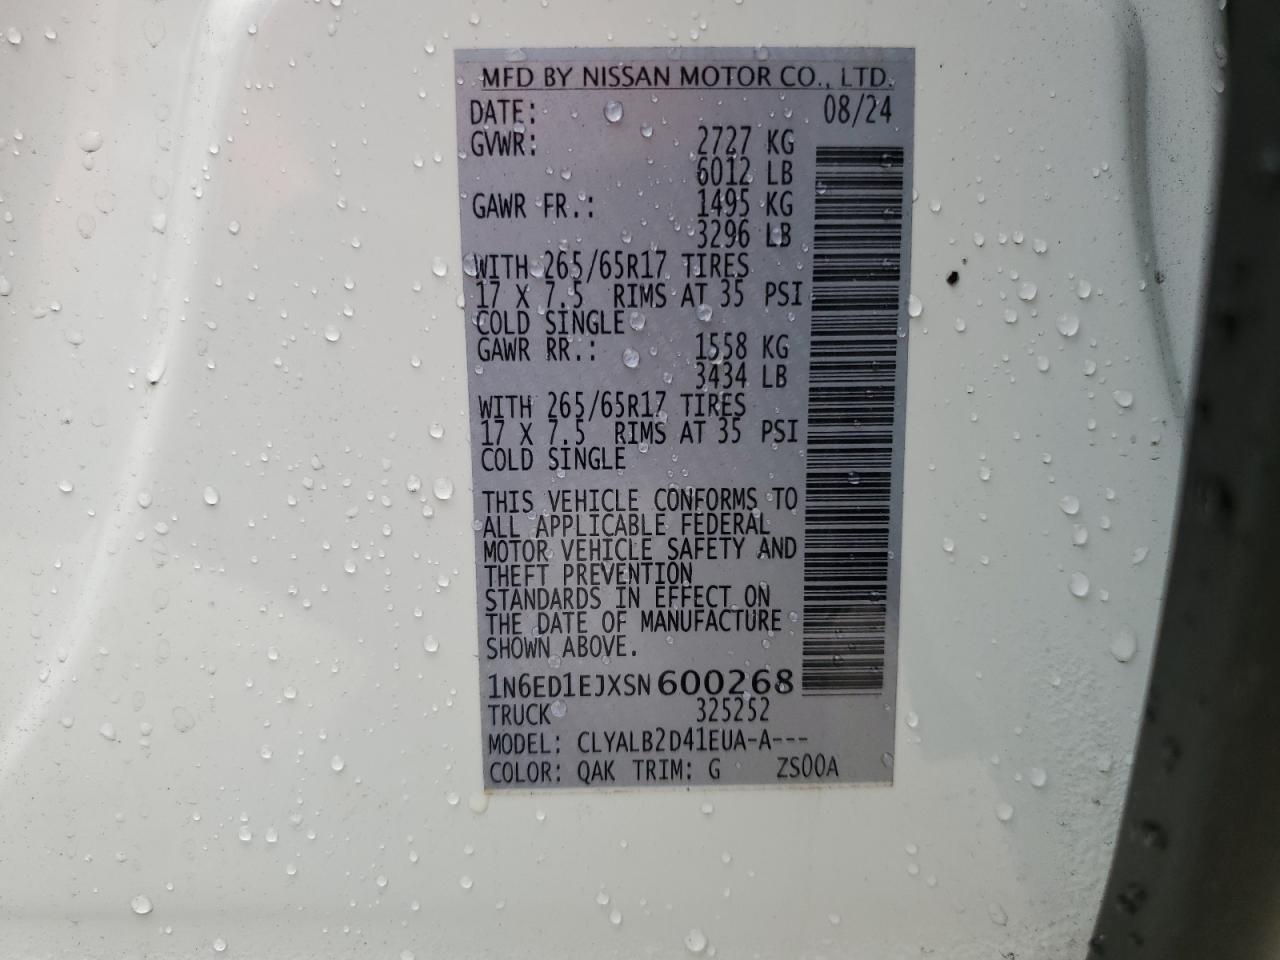 MFD BY NISSAN MOTOR CO., LTD.
DATE: 08/24
GVWR: 2727 KG
6012 LB
GAWR FR.: 1495 KG
3296 LB
WITH 265/65R17 TIRES
17 X 7.5 RIMS AT 35 PSI
COLD SINGLE
GAWR RR.: 1558 KG
3434 LB
WITH 265/65R17 TIRES
17 X 7.5 RIMS AT 35 PSI
COLD SINGLE
THIS VEHICLE CONFORMS TO
ALL APPLICABLE FEDERAL
MOTOR VEHICLE SAFETY AND
THEFT PREVENTION
STANDARDS IN EFFECT ON
THE DATE OF MANUFACTURE
SHOWN ABOVE.
1N6ED1EJXSN600268
TRUCK 325252
MODEL: CLYALB2D41EUA-A---
COLOR: QAK TRIM: G ZS00A